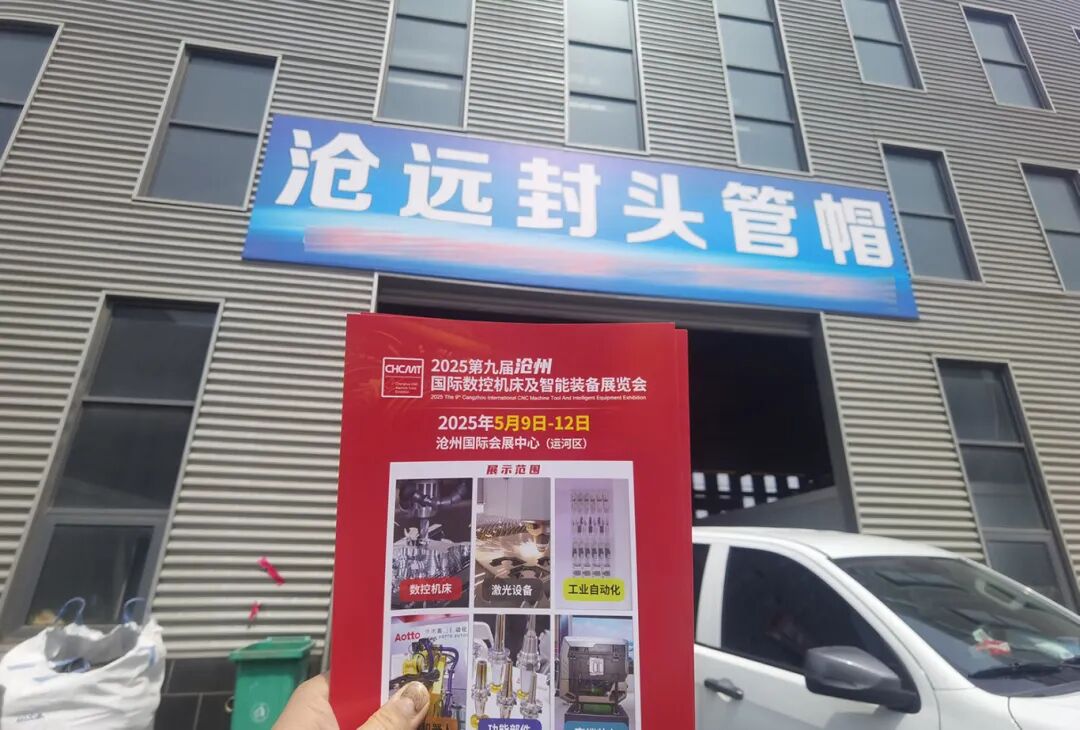 沧远封头管帽
CHCMT
2025第九届沧州
国际数控机床及智能装备展览会
2025 The 9th Cangzhou International CNC Machine Tool And Intelligent Equipment Exhibition
2025年5月9日-12日
沧州国际会展中心（运河区）
展示范围
数控机床
激光设备
工业自动化
Aotto
功能部件